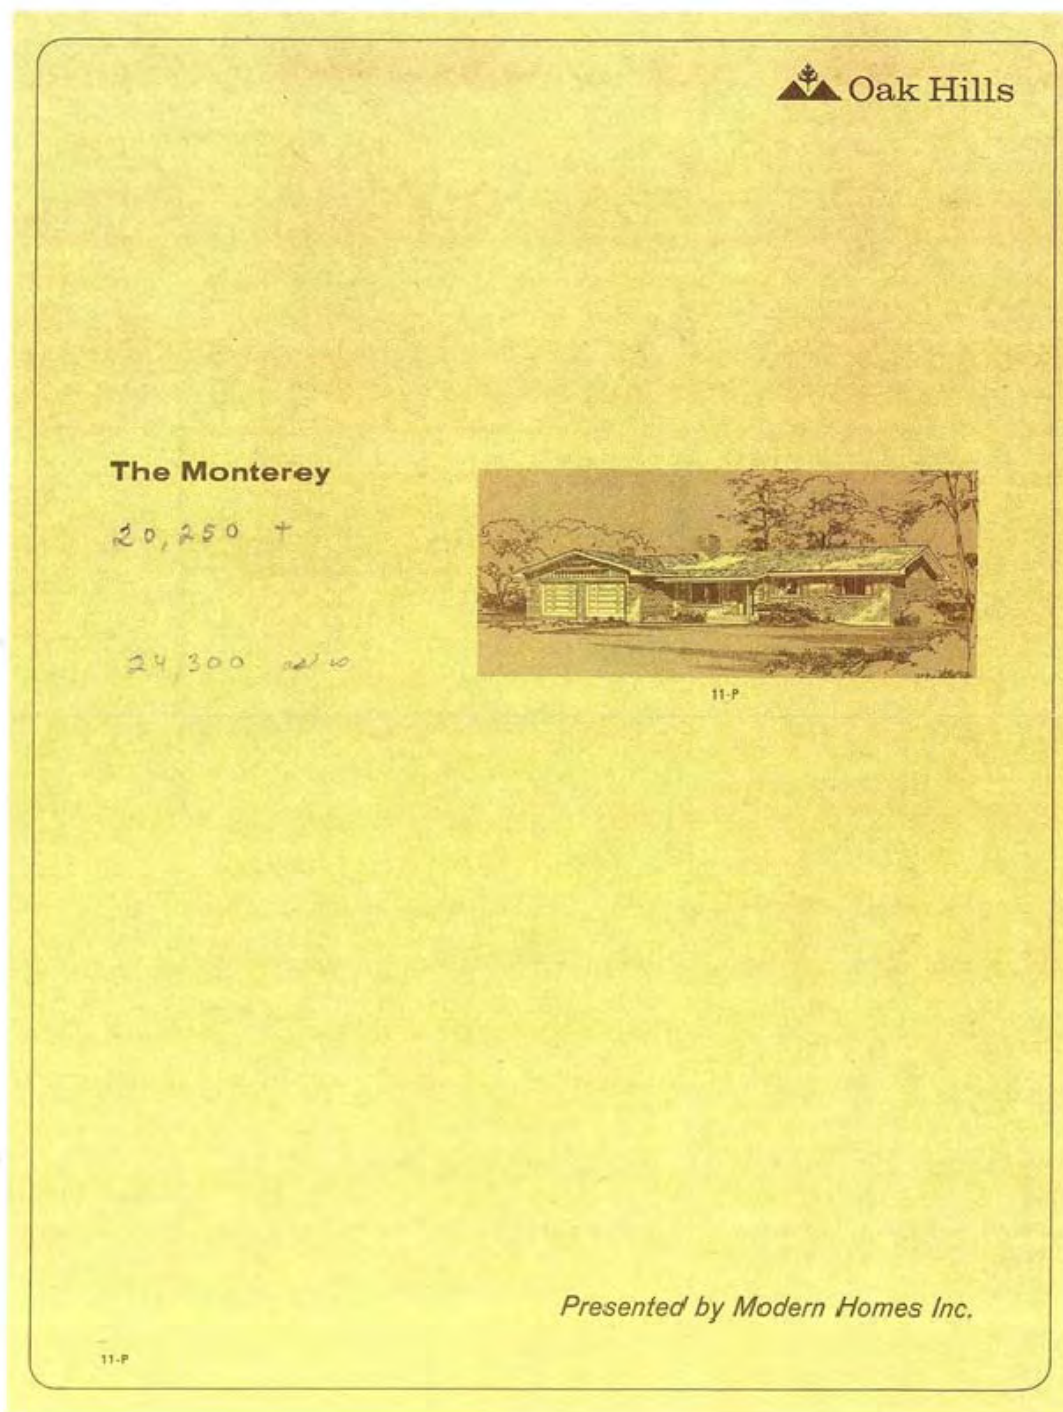 Oak Hills
The Monterey
20,250 +
24,300
11-P
Presented by Modern Homes Inc.
11-P